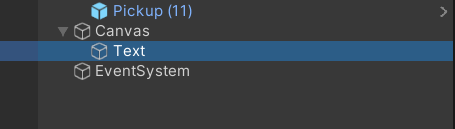 Pickup (11)
Canvas
Text
EventSystem